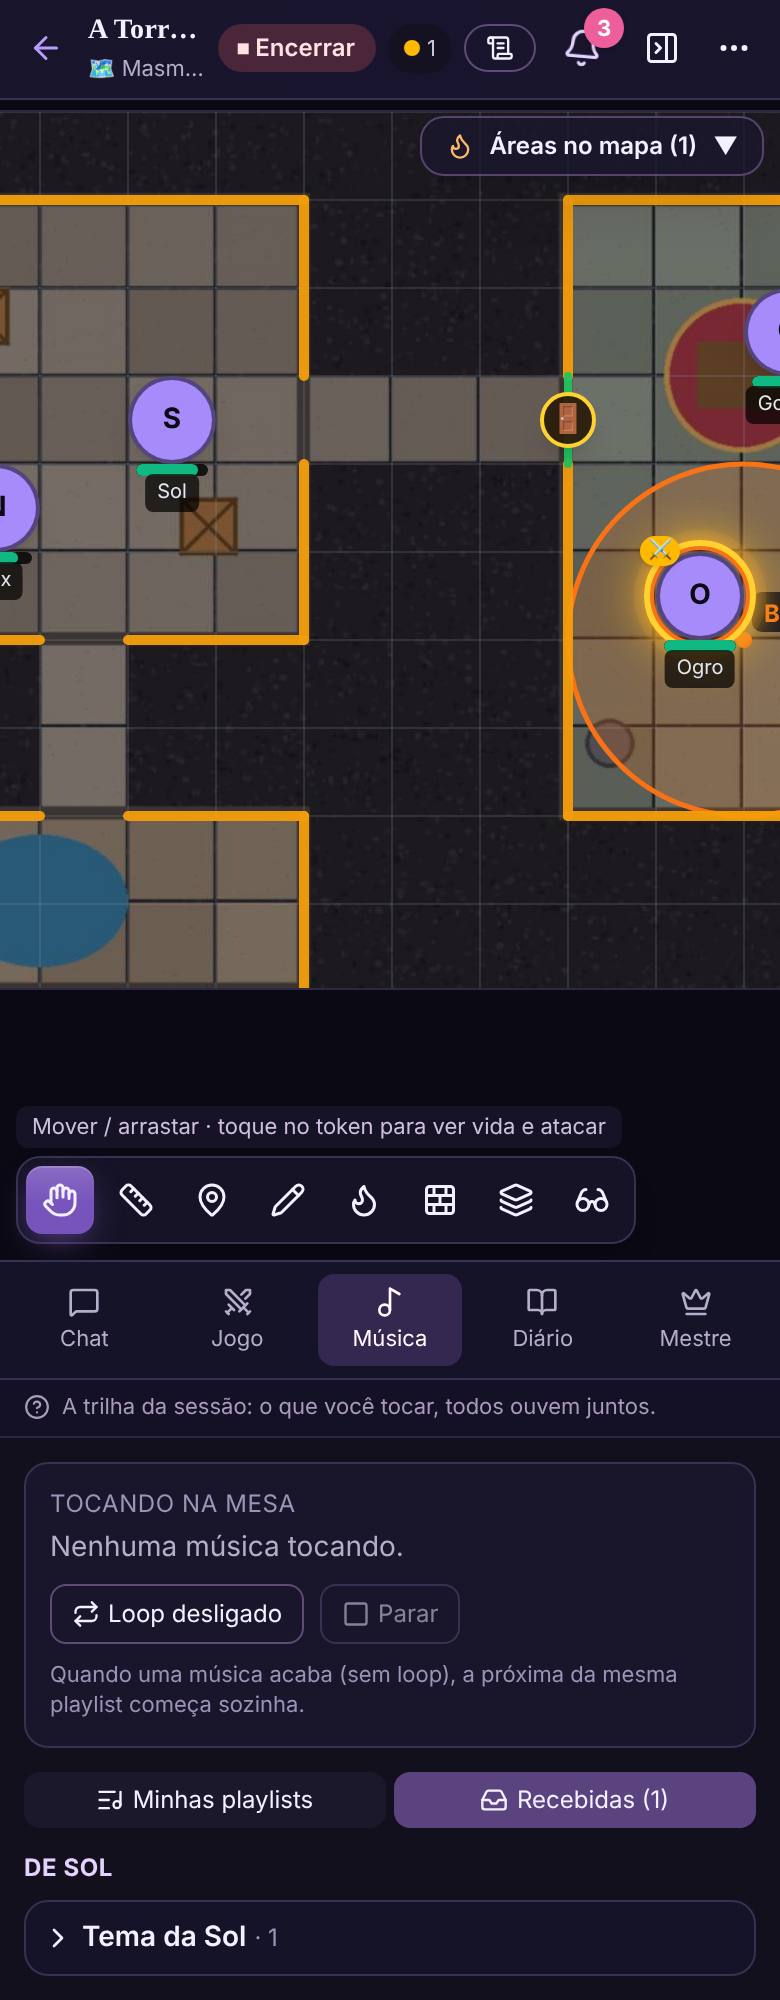 A Torr...
🗺️ Masm...
Encerrar
1
3
Áreas no mapa (1) ▼
S
Sol
Go
x
O
Ogro
B
Mover / arrastar · toque no token para ver vida e atacar
Chat
Jogo
Música
Diário
Mestre
A trilha da sessão: o que você tocar, todos ouvem juntos.
TOCANDO NA MESA
Nenhuma música tocando.
Loop desligado
Parar
Quando uma música acaba (sem loop), a próxima da mesma
playlist começa sozinha.
Minhas playlists
Recebidas (1)
DE SOL
Tema da Sol · 1